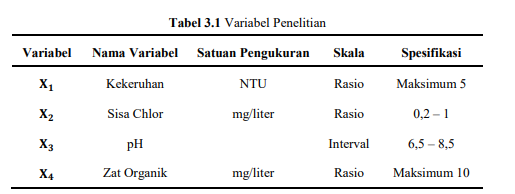 Tabel 3.1 Variabel Penelitian
Variabel Nama Variabel Satuan Pengukuran Skala Spesifikasi
X₁ Kekeruhan NTU Rasio Maksimum 5
X₂ Sisa Chlor mg/liter Rasio 0,2 – 1
X₃ pH Interval 6,5 – 8,5
X₄ Zat Organik mg/liter Rasio Maksimum 10